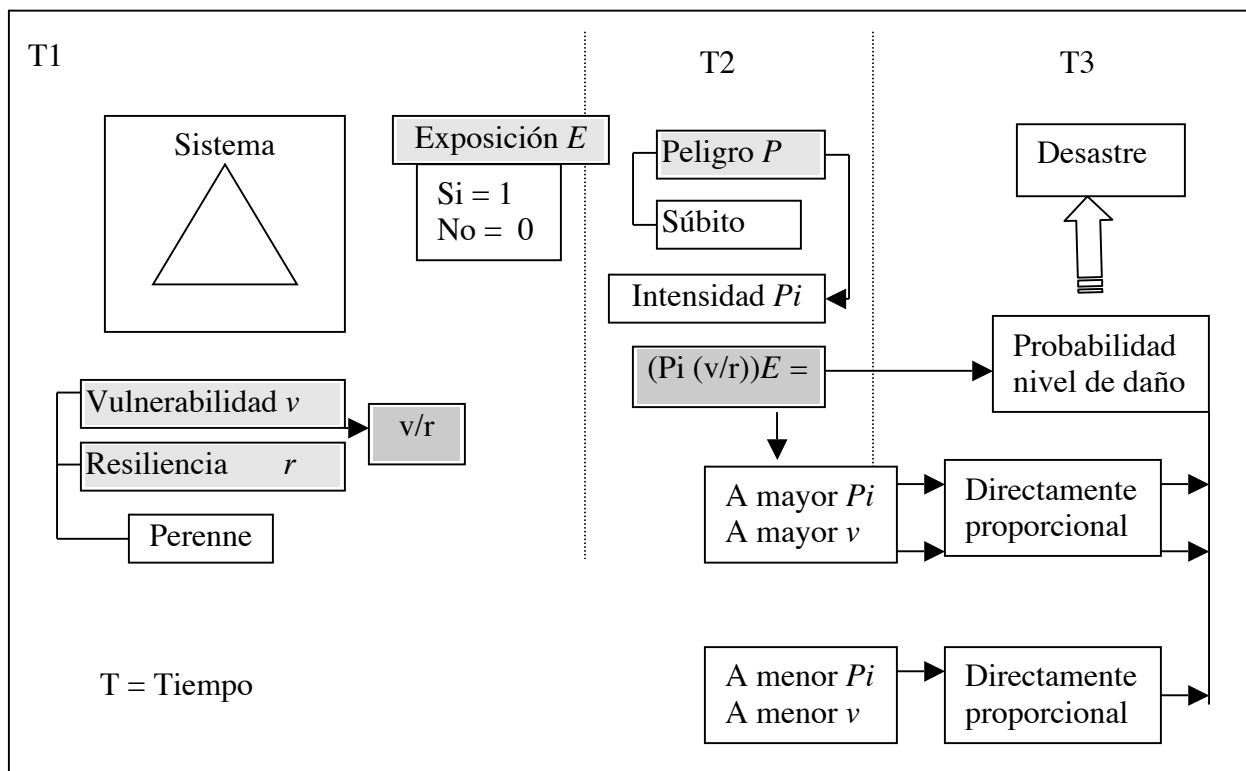 T1
Sistema
Exposición E
Si = 1
No = 0
Vulnerabilidad v
Resiliencia r
v/r
Perenne
T = Tiempo
T2
Peligro P
Súbito
Intensidad Pi
(Pi (v/r))E =
A mayor Pi
A mayor v
A menor Pi
A menor v
T3
Desastre
Probabilidad
nivel de daño
Directamente
proporcional
Directamente
proporcional